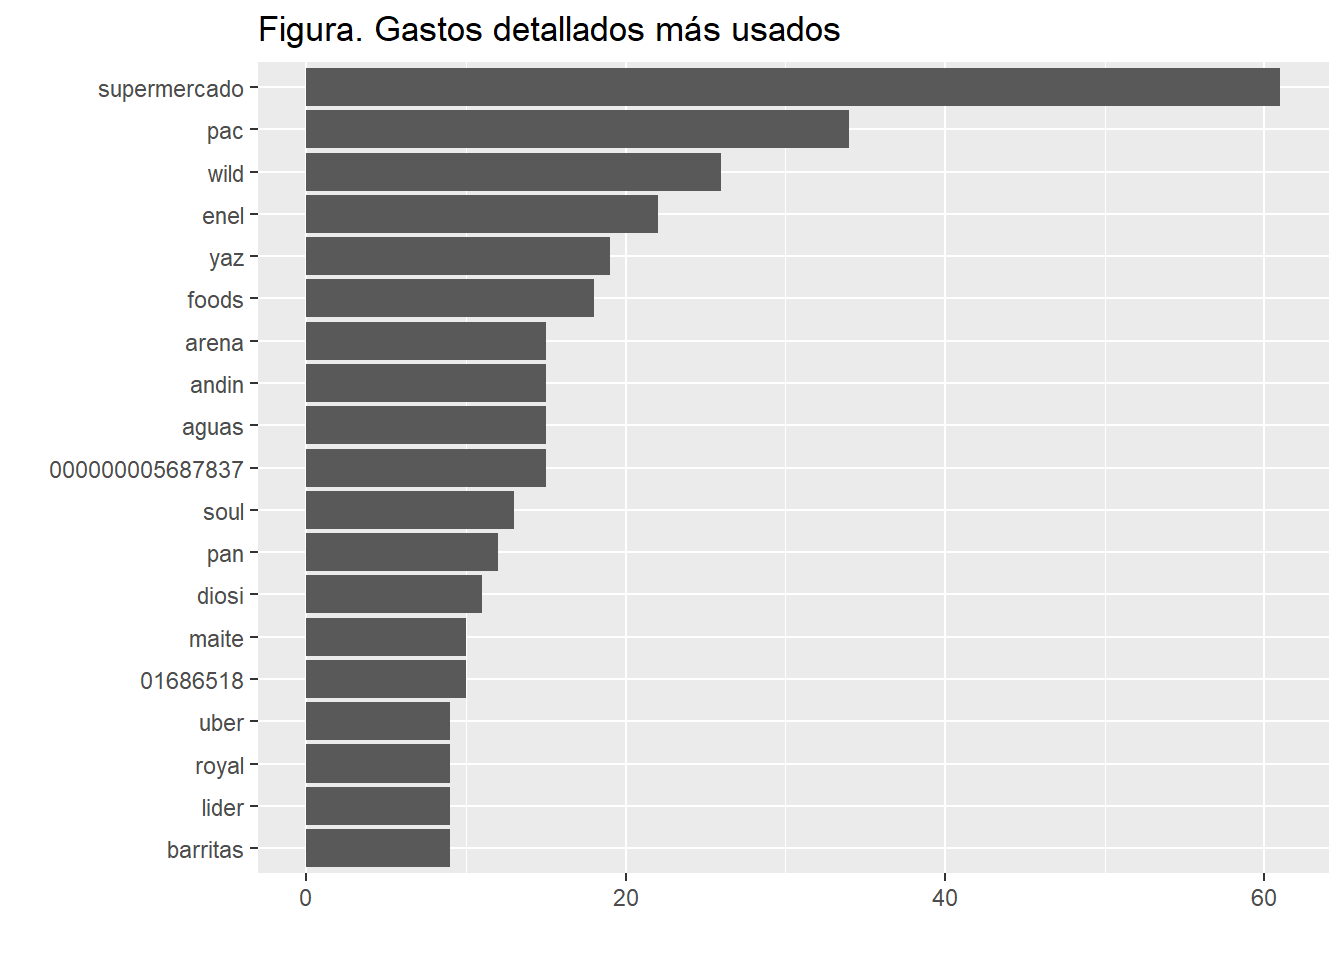 Figura. Gastos detallados más usados
supermercado
pac
wild
enel
yaz
foods
arena
andin
aguas
000000005687837
soul
pan
diosi
maite
01686518
uber
royal
lider
barritas
0 20 40 60